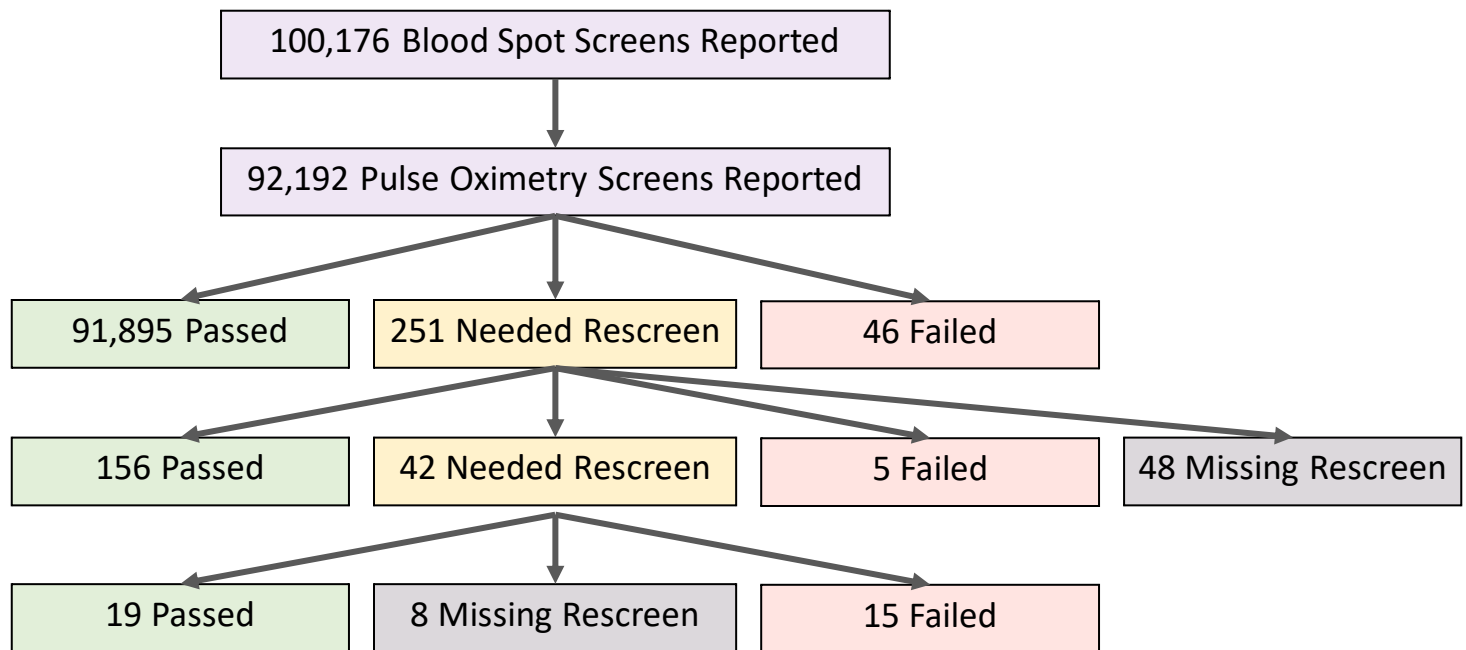 100,176 Blood Spot Screens Reported
92,192 Pulse Oximetry Screens Reported
91,895 Passed
251 Needed Rescreen
46 Failed
156 Passed
42 Needed Rescreen
5 Failed
48 Missing Rescreen
19 Passed
8 Missing Rescreen
15 Failed